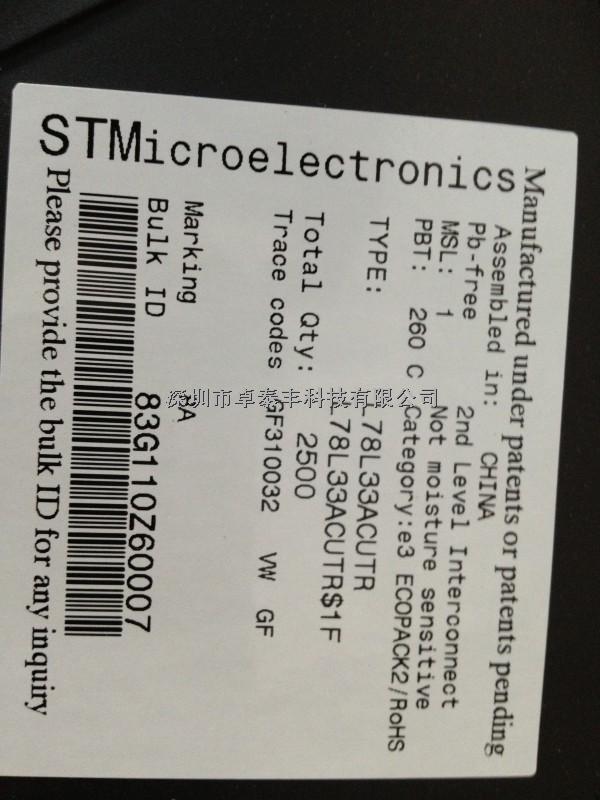 STMicroelectronics
Manufactured under patents or patents pending
Assembled in: CHINA
Pb-free 2nd Level Interconnect
MSL: 1 Not moisture sensitive
PBT: 260 C Category:e3 ECOPACK2/RoHS
TYPE: L78L33ACUTR
L78L33ACUTR$1F
Total Qty: 2500
Trace codes GF310032 VW GF
Marking
Bulk ID 83G110Z60007
Please provide the bulk ID for any inquiry
深圳市卓泰丰科技有限公司